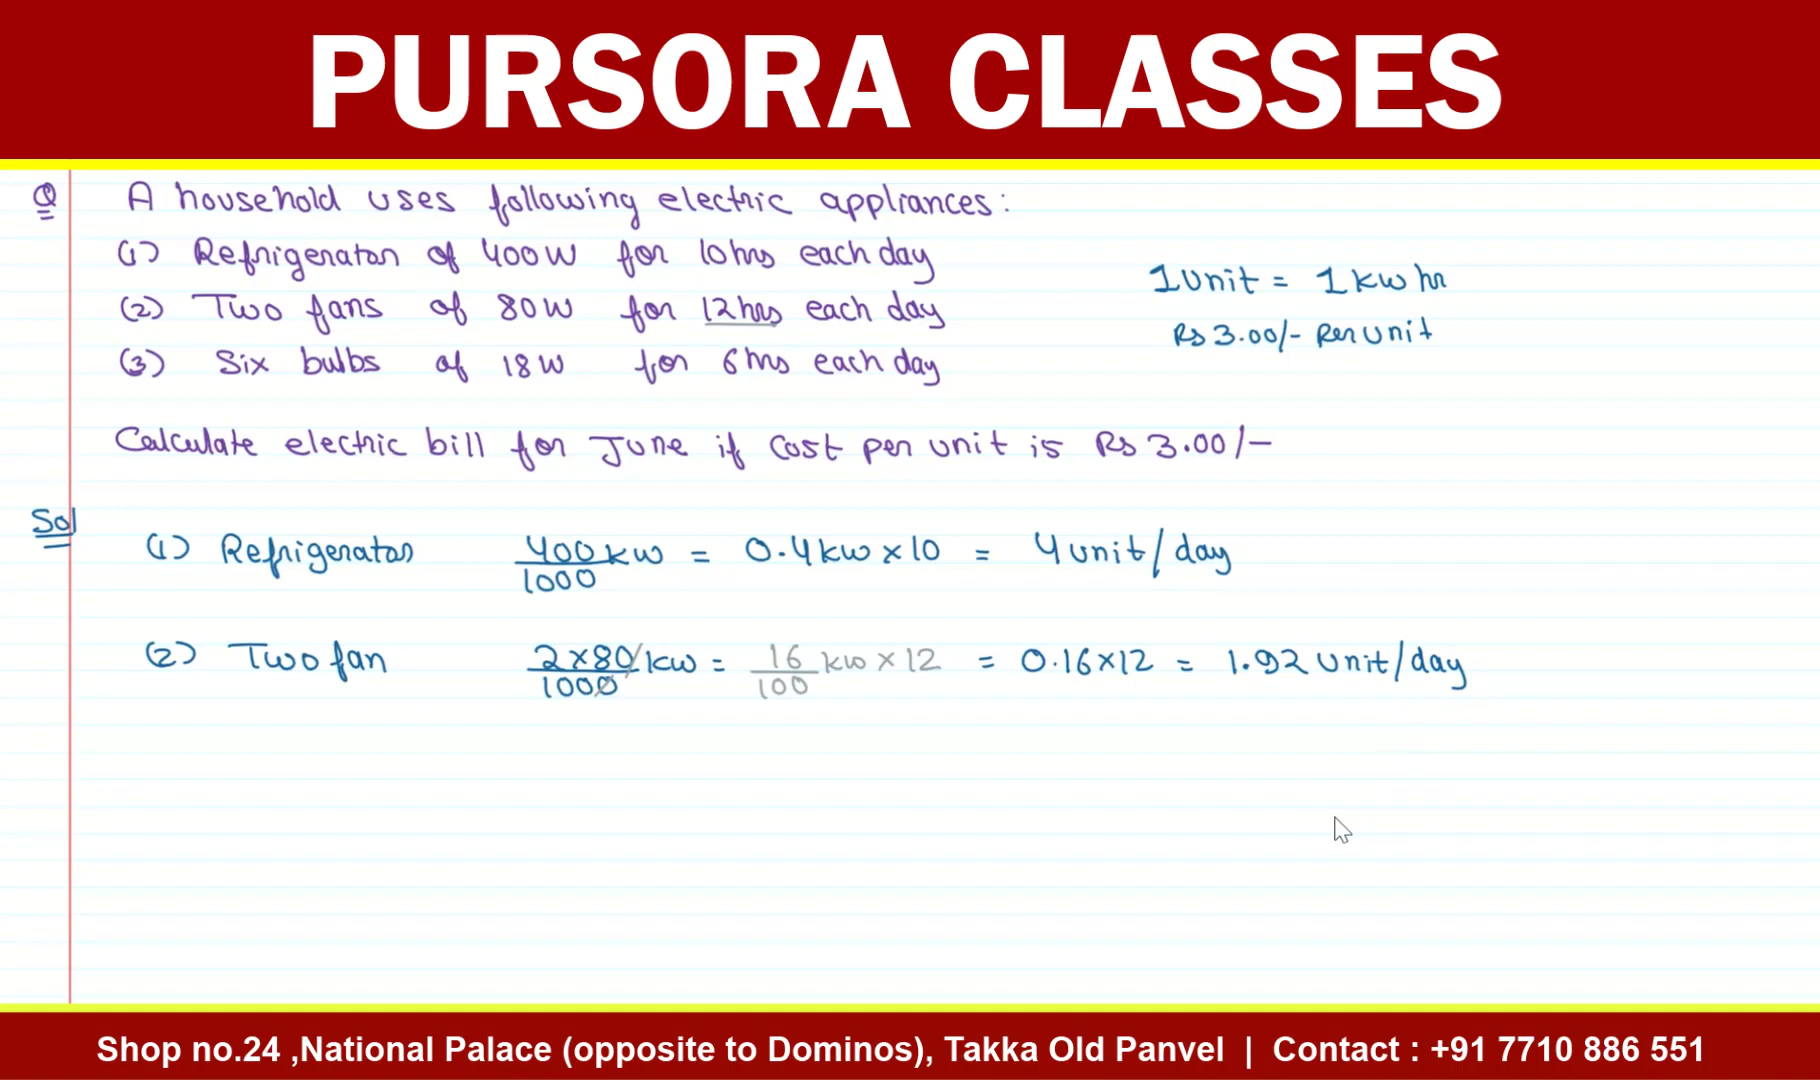 PURSORA CLASSES
Q A household uses following electric appliances:
(1) Refrigerator of 400W for 10hrs each day
(2) Two fans of 80W for 12hrs each day
(3) Six bulbs of 18W for 6hrs each day
1 Unit = 1 kw hr
Rs 3.00/- Per Unit
Calculate electric bill for June if cost per unit is Rs 3.00/-
Sol
(1) Refrigerator 400/1000 kw = 0.4kw x 10 = 4 unit/day
(2) Two fan 2x80/1000 kw = 16/100 kw x 12 = 0.16x12 = 1.92 Unit/day
Shop no.24 ,National Palace (opposite to Dominos), Takka Old Panvel | Contact : +91 7710 886 551